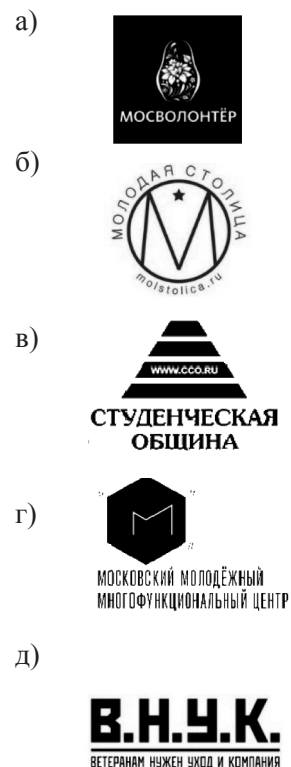 а)
МОСВОЛОНТЁР
б)
МОЛОДАЯ СТОЛИЦА
М
molstolica.ru
в)
WWW.CCO.RU
СТУДЕНЧЕСКАЯ
ОБЩИНА
г)
М
МОСКОВСКИЙ МОЛОДЁЖНЫЙ
МНОГОФУНКЦИОНАЛЬНЫЙ ЦЕНТР
д)
В.Н.У.К.
ВЕТЕРАНАМ НУЖЕН УХОД И КОМПАНИЯ